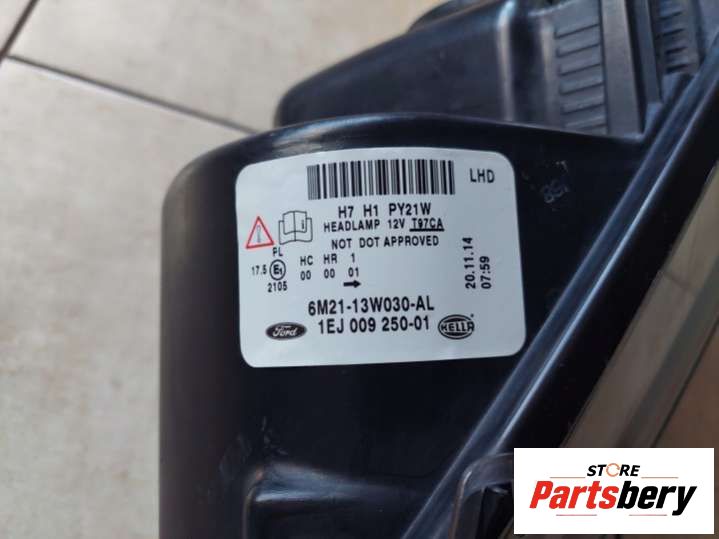 LHD
H7 H1 PY21W
HEADLAMP 12V T97CA
NOT DOT APPROVED
PL HC HR 1
17.5 E1 00 00 01
2105
6M21-13W030-AL
1EJ 009 250-01
Ford
HELLA
20.11.14
07:59
STORE
Partsbery